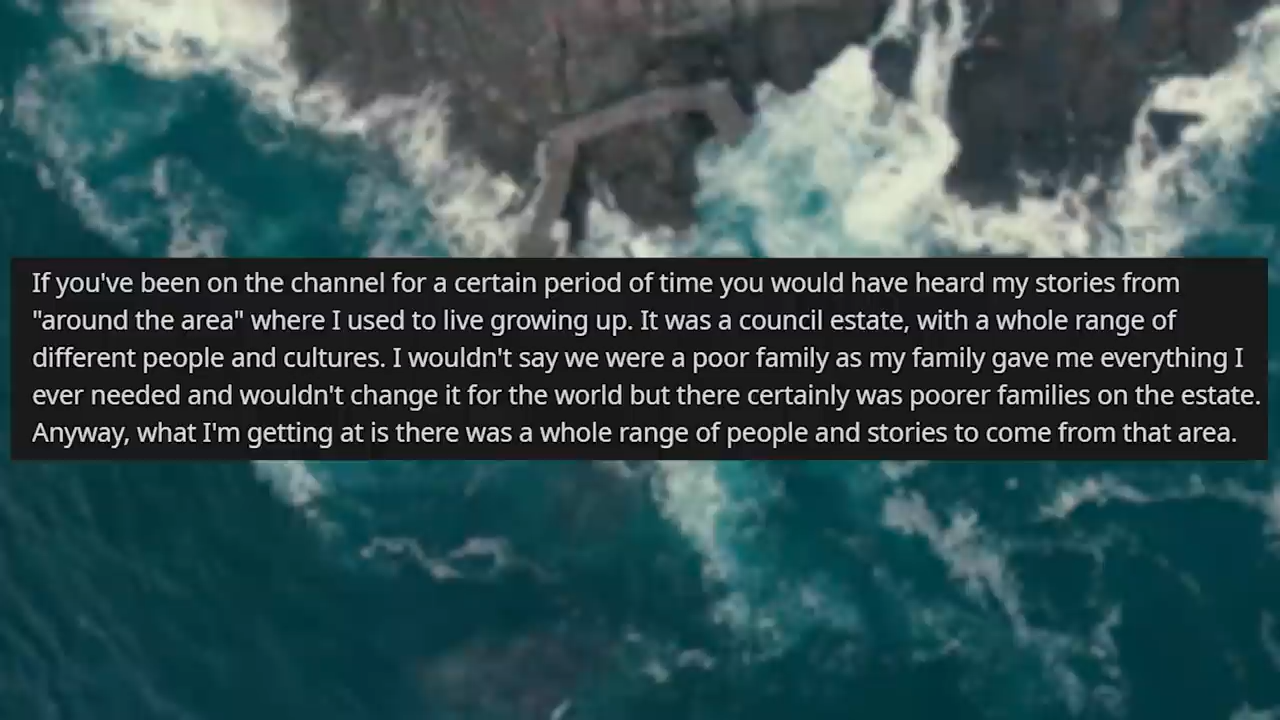 If you've been on the channel for a certain period of time you would have heard my stories from
"around the area" where I used to live growing up. It was a council estate, with a whole range of
different people and cultures. I wouldn't say we were a poor family as my family gave me everything I
ever needed and wouldn't change it for the world but there certainly was poorer families on the estate.
Anyway, what I'm getting at is there was a whole range of people and stories to come from that area.